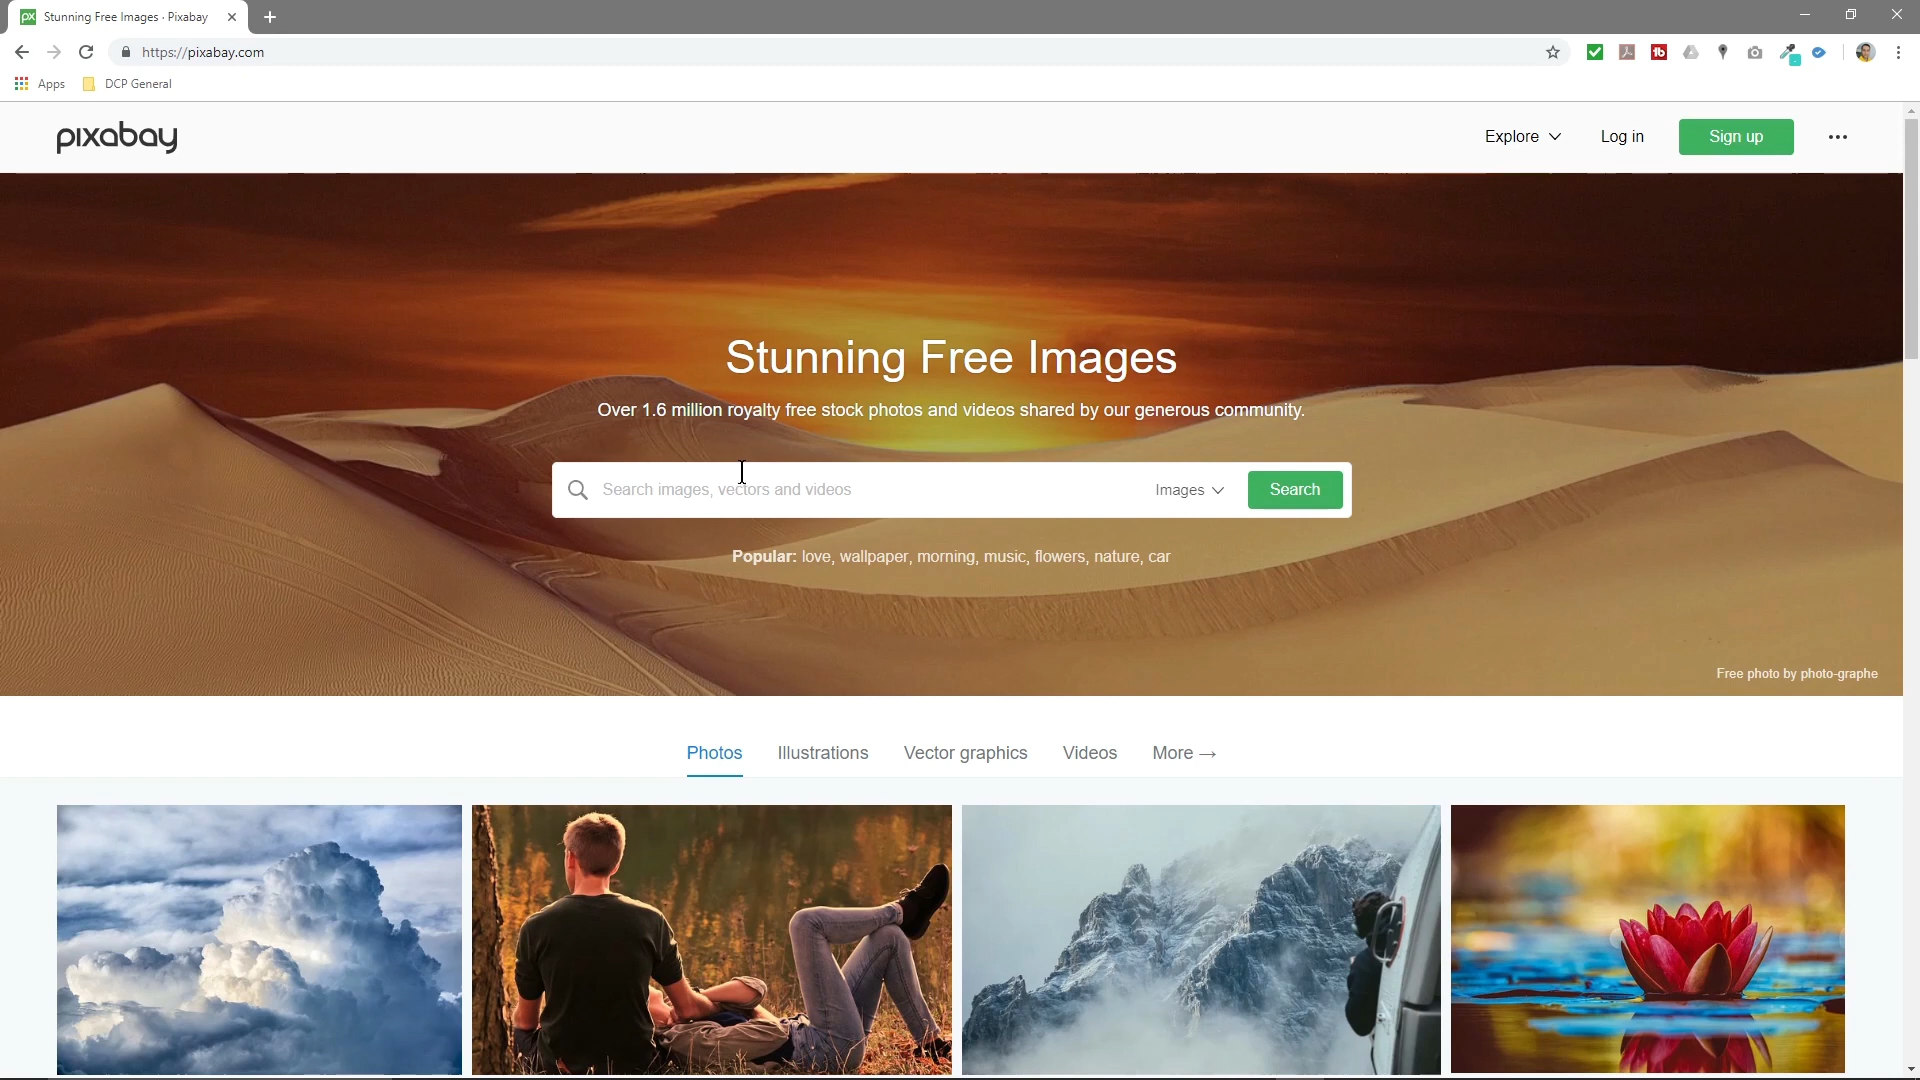 px Stunning Free Images · Pixabay
https://pixabay.com
Apps DCP General
pixabay
Explore Log in Sign up
Stunning Free Images
Over 1.6 million royalty free stock photos and videos shared by our generous community.
Search images, vectors and videos Images Search
Popular: love, wallpaper, morning, music, flowers, nature, car
Free photo by photo-graphe
Photos Illustrations Vector graphics Videos More →